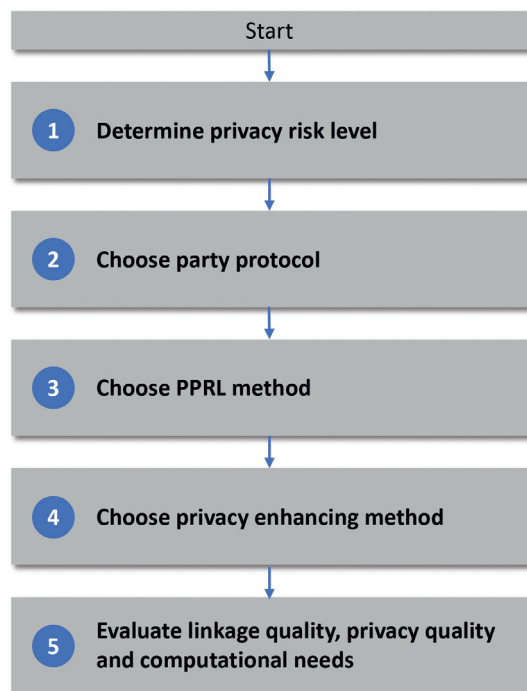 Start
1 Determine privacy risk level
2 Choose party protocol
3 Choose PPRL method
4 Choose privacy enhancing method
5 Evaluate linkage quality, privacy quality
and computational needs